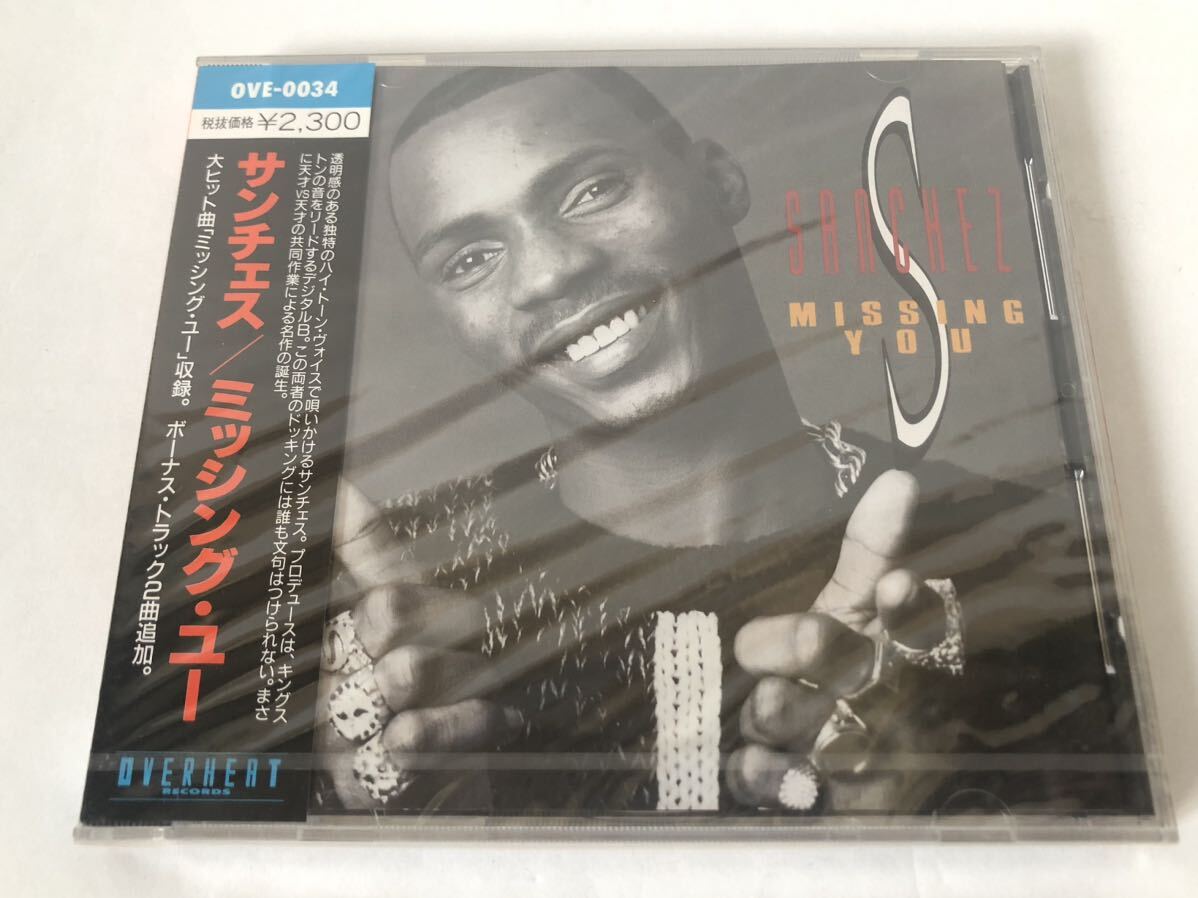 OVE-0034
税抜価格 ¥2,300
透明感のある独特のハイ・トーン・ヴォイスで唄いかけるサンチェス。プロデュースは、キングス
トンの音をリードするデジタルB。この両者のドッキングには誰も文句はつけられない。まさ
に天才vs天才の共同作業による名作の誕生。
サンチェス/ミッシング・ユー
大ヒット曲「ミッシング・ユー」収録。ボーナス・トラック2曲追加。
OVERHEAT
RECORDS
SANCHEZ
S
MISSING
YOU